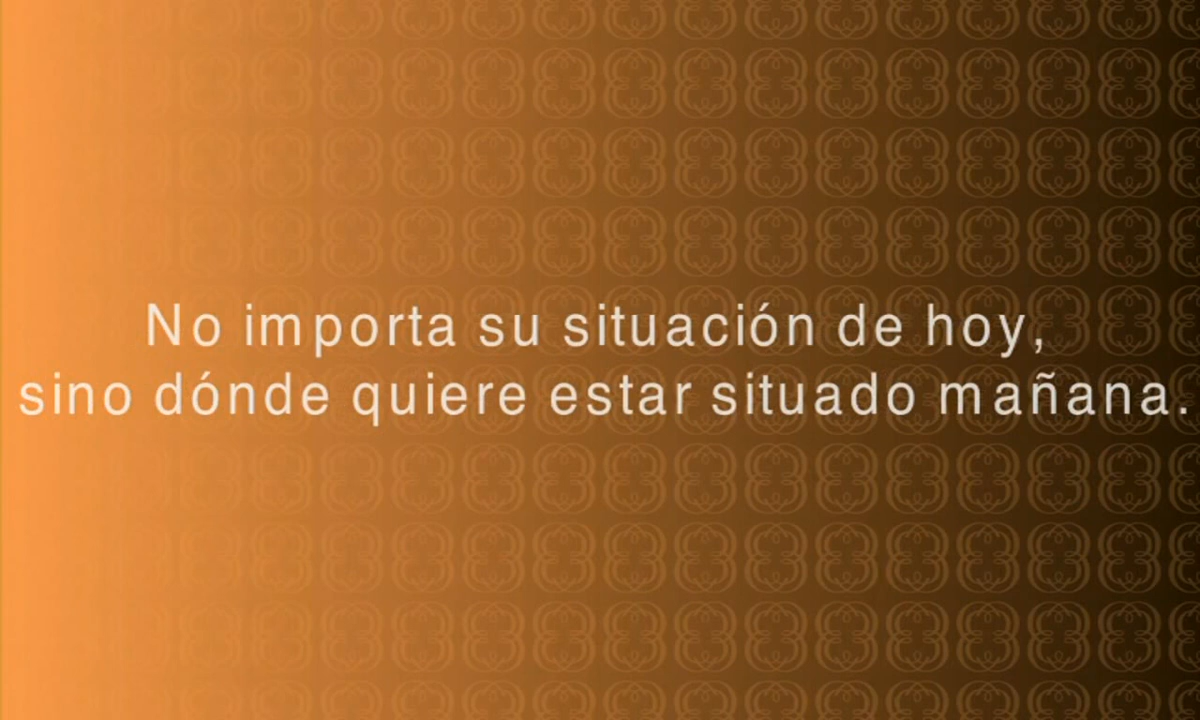 No importa su situación de hoy,
sino dónde quiere estar situado mañana.